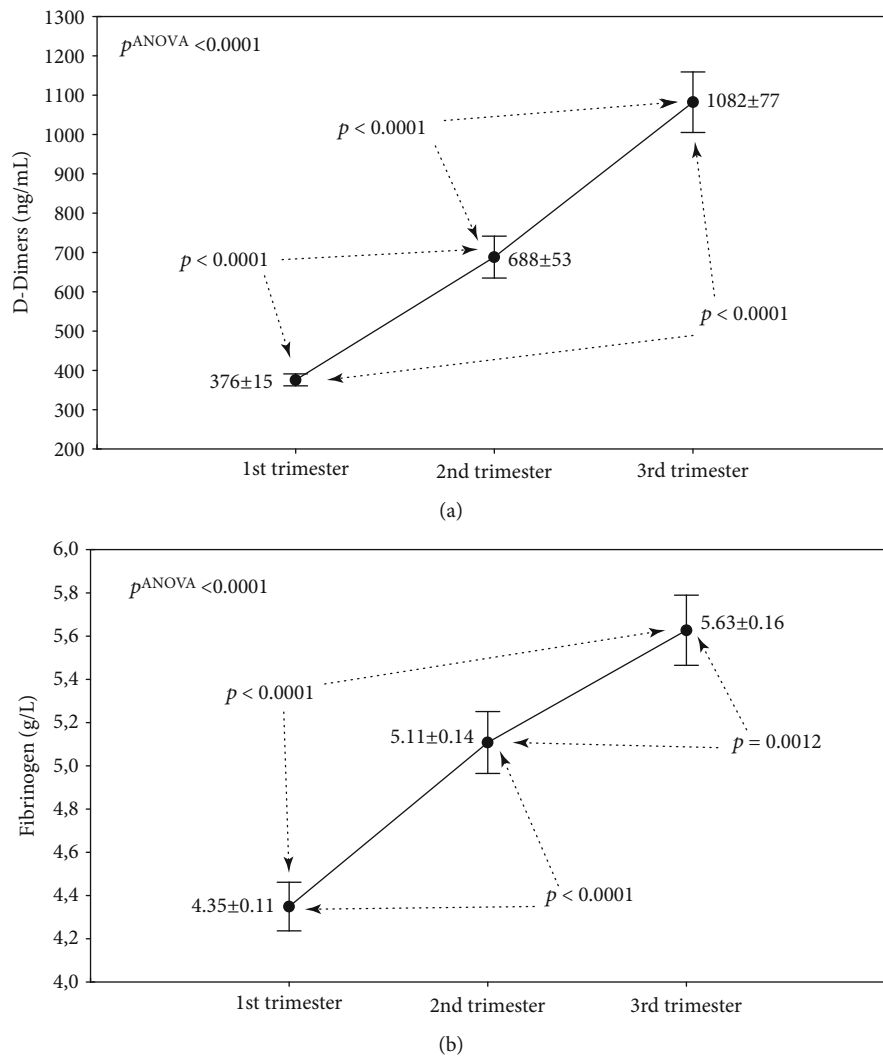 1300
1200
1100
1000
900
800
700
600
500
400
300
200
D-Dimers (ng/mL)
pANOVA <0.0001
p < 0.0001
1082±77
p < 0.0001
688±53
p < 0.0001
376±15
1st trimester 2nd trimester 3rd trimester
(a)
6,0
5,8
5,6
5,4
5,2
5,0
4,8
4,6
4,4
4,2
4,0
Fibrinogen (g/L)
pANOVA <0.0001
5.63±0.16
p < 0.0001
5.11±0.14
p = 0.0012
p < 0.0001
4.35±0.11
1st trimester 2nd trimester 3rd trimester
(b)